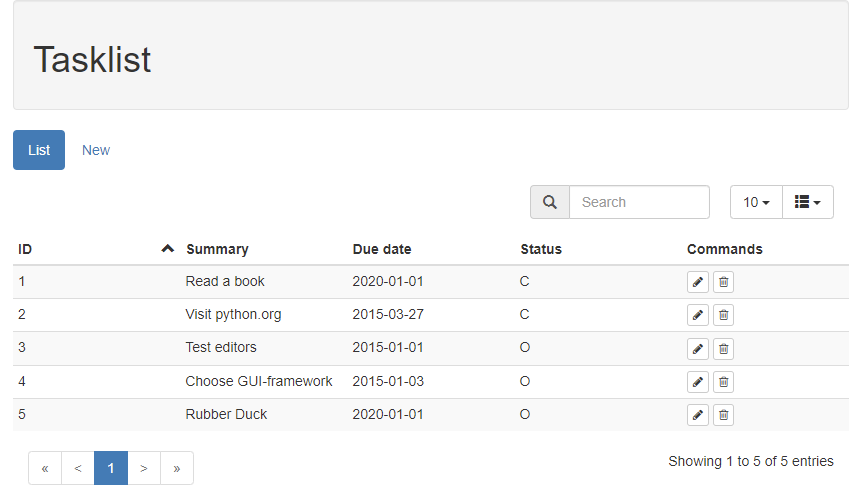 Tasklist
List New
Search 10
ID Summary Due date Status Commands
1 Read a book 2020-01-01 C
2 Visit python.org 2015-03-27 C
3 Test editors 2015-01-01 O
4 Choose GUI-framework 2015-01-03 O
5 Rubber Duck 2020-01-01 O
« < 1 > » Showing 1 to 5 of 5 entries